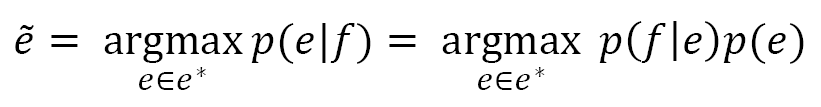 ẽ = argmax p(e|f) = argmax p(f|e)p(e)
e∈e* e∈e*